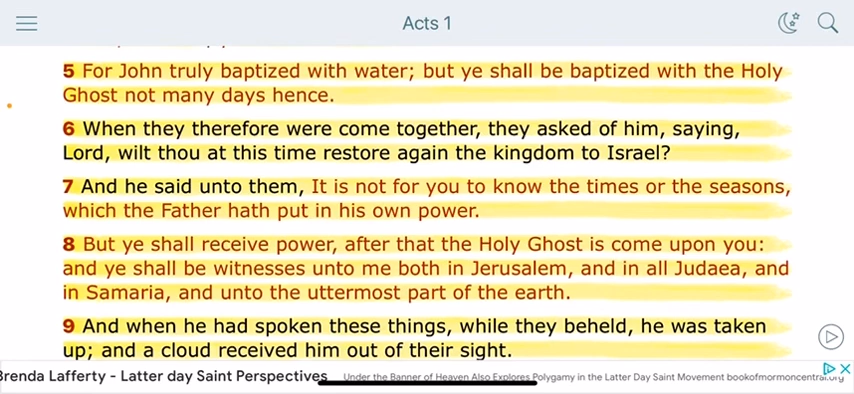 Acts 1
5 For John truly baptized with water; but ye shall be baptized with the Holy
Ghost not many days hence.
6 When they therefore were come together, they asked of him, saying,
Lord, wilt thou at this time restore again the kingdom to Israel?
7 And he said unto them, It is not for you to know the times or the seasons,
which the Father hath put in his own power.
8 But ye shall receive power, after that the Holy Ghost is come upon you:
and ye shall be witnesses unto me both in Jerusalem, and in all Judaea, and
in Samaria, and unto the uttermost part of the earth.
9 And when he had spoken these things, while they beheld, he was taken
up; and a cloud received him out of their sight.
Brenda Lafferty - Latter day Saint Perspectives Under the Banner of Heaven Also Explores Polygamy in the Latter Day Saint Movement bookofmormoncentral.org